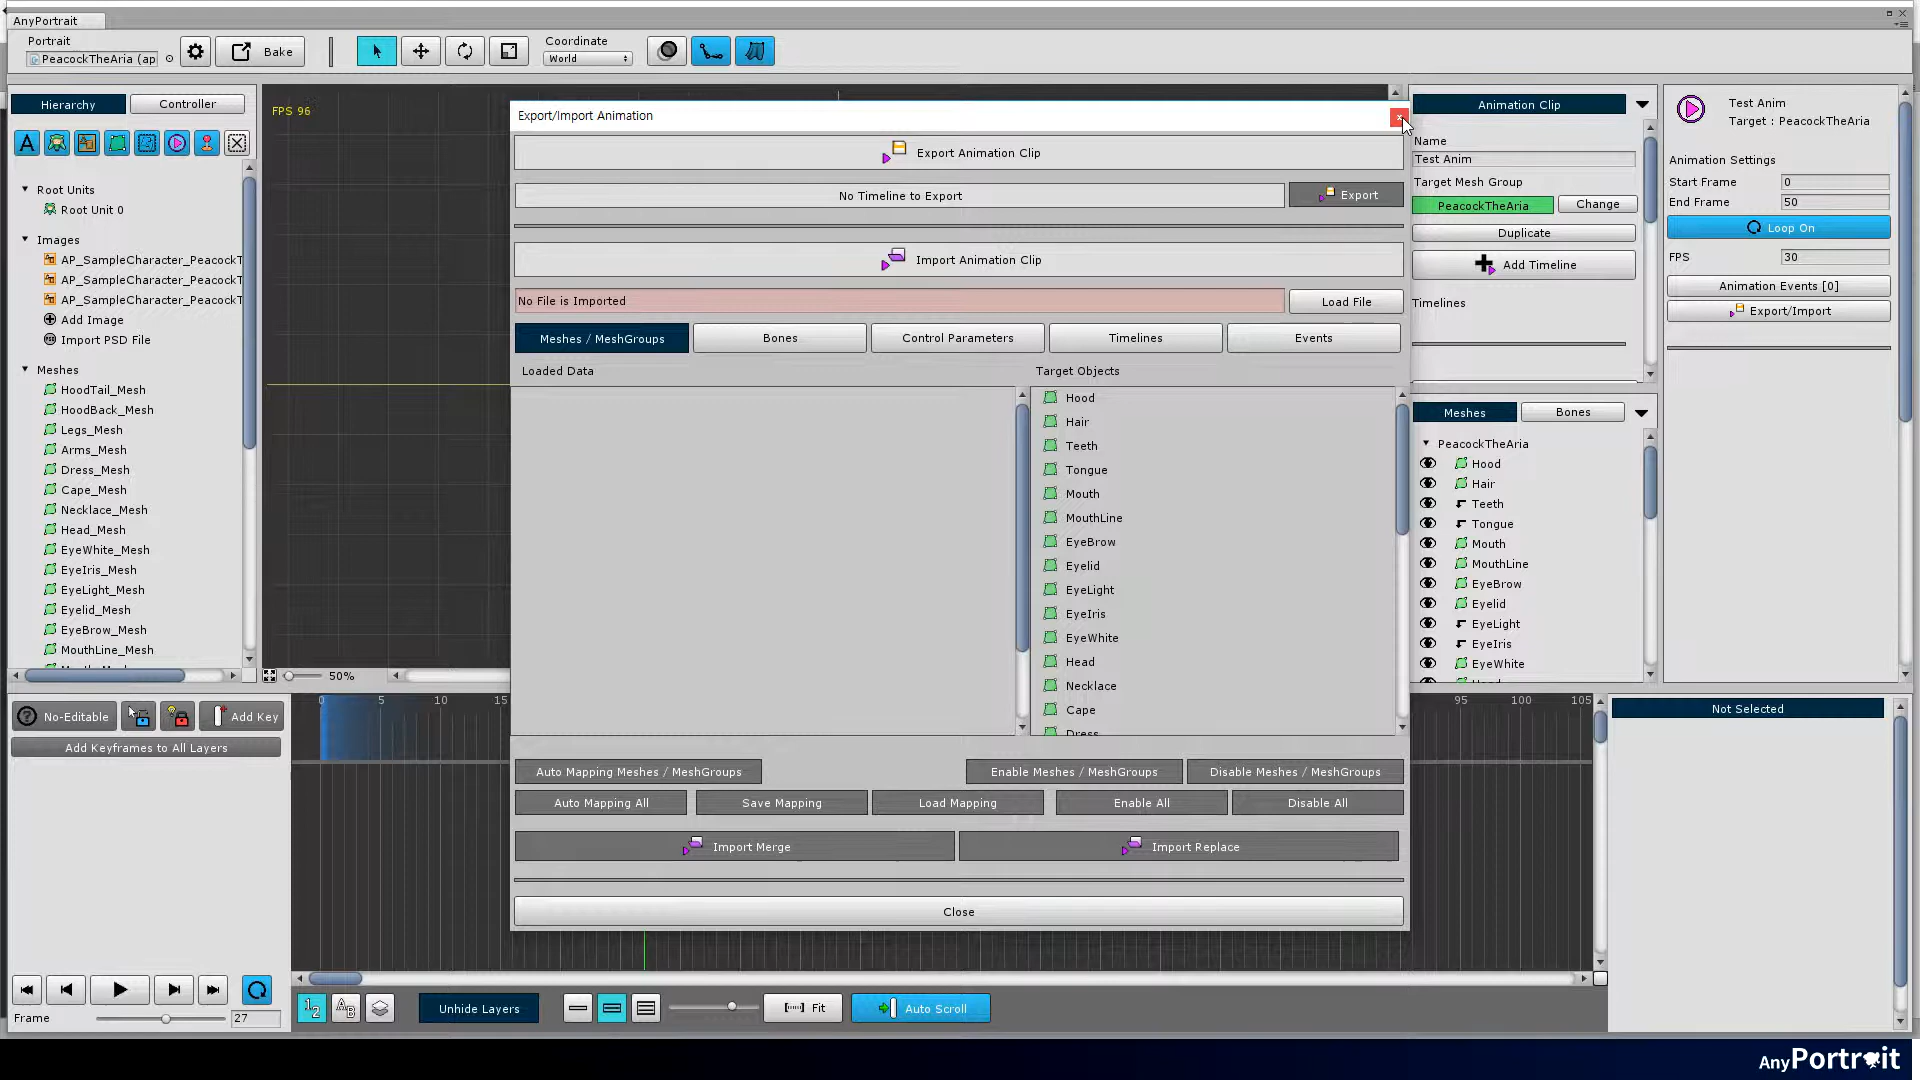 AnyPortrait
Portrait
PeacockTheAria (ap
Bake
Coordinate
World
Hierarchy
Controller
Root Units
Root Unit 0
Images
AP_SampleCharacter_PeacockT
AP_SampleCharacter_PeacockT
AP_SampleCharacter_PeacockT
Add Image
Import PSD File
Meshes
HoodTail_Mesh
HoodBack_Mesh
Legs_Mesh
Arms_Mesh
Dress_Mesh
Cape_Mesh
Necklace_Mesh
Head_Mesh
EyeWhite_Mesh
EyeIris_Mesh
EyeLight_Mesh
Eyelid_Mesh
EyeBrow_Mesh
MouthLine_Mesh
FPS 96
50%
Export/Import Animation
Export Animation Clip
No Timeline to Export
Export
Import Animation Clip
No File is Imported
Load File
Meshes / MeshGroups
Bones
Control Parameters
Timelines
Events
Loaded Data
Target Objects
Hood
Hair
Teeth
Tongue
Mouth
MouthLine
EyeBrow
Eyelid
EyeLight
EyeIris
EyeWhite
Head
Necklace
Cape
Dress
Auto Mapping Meshes / MeshGroups
Enable Meshes / MeshGroups
Disable Meshes / MeshGroups
Auto Mapping All
Save Mapping
Load Mapping
Enable All
Disable All
Import Merge
Import Replace
Close
Animation Clip
Name
Test Anim
Target Mesh Group
PeacockTheAria
Change
Duplicate
Add Timeline
Timelines
Meshes
Bones
PeacockTheAria
Hood
Hair
Teeth
Tongue
Mouth
MouthLine
EyeBrow
Eyelid
EyeLight
EyeIris
EyeWhite
Test Anim
Target : PeacockTheAria
Animation Settings
Start Frame 0
End Frame 50
Loop On
FPS 30
Animation Events [0]
Export/Import
No-Editable
Add Key
Add Keyframes to All Layers
0 5 10 15
95 100 105
Not Selected
Frame 27
Unhide Layers
Fit
Auto Scroll
AnyPortrait